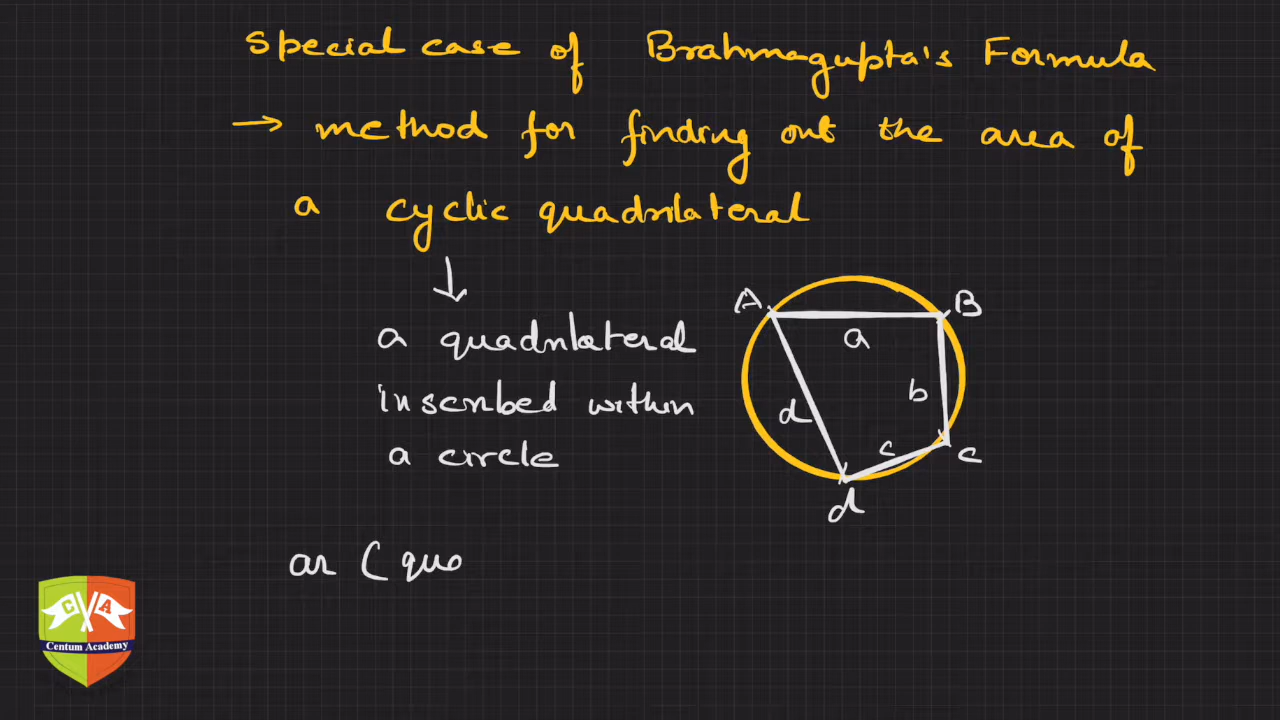 Special case of Brahmagupta's Formula
→ method for finding out the area of
a cyclic quadrilateral
↓
a quadrilateral
inscribed within
a circle
A
B
a
b
d
c
C
d
ar ( qua
C A
Centum Academy